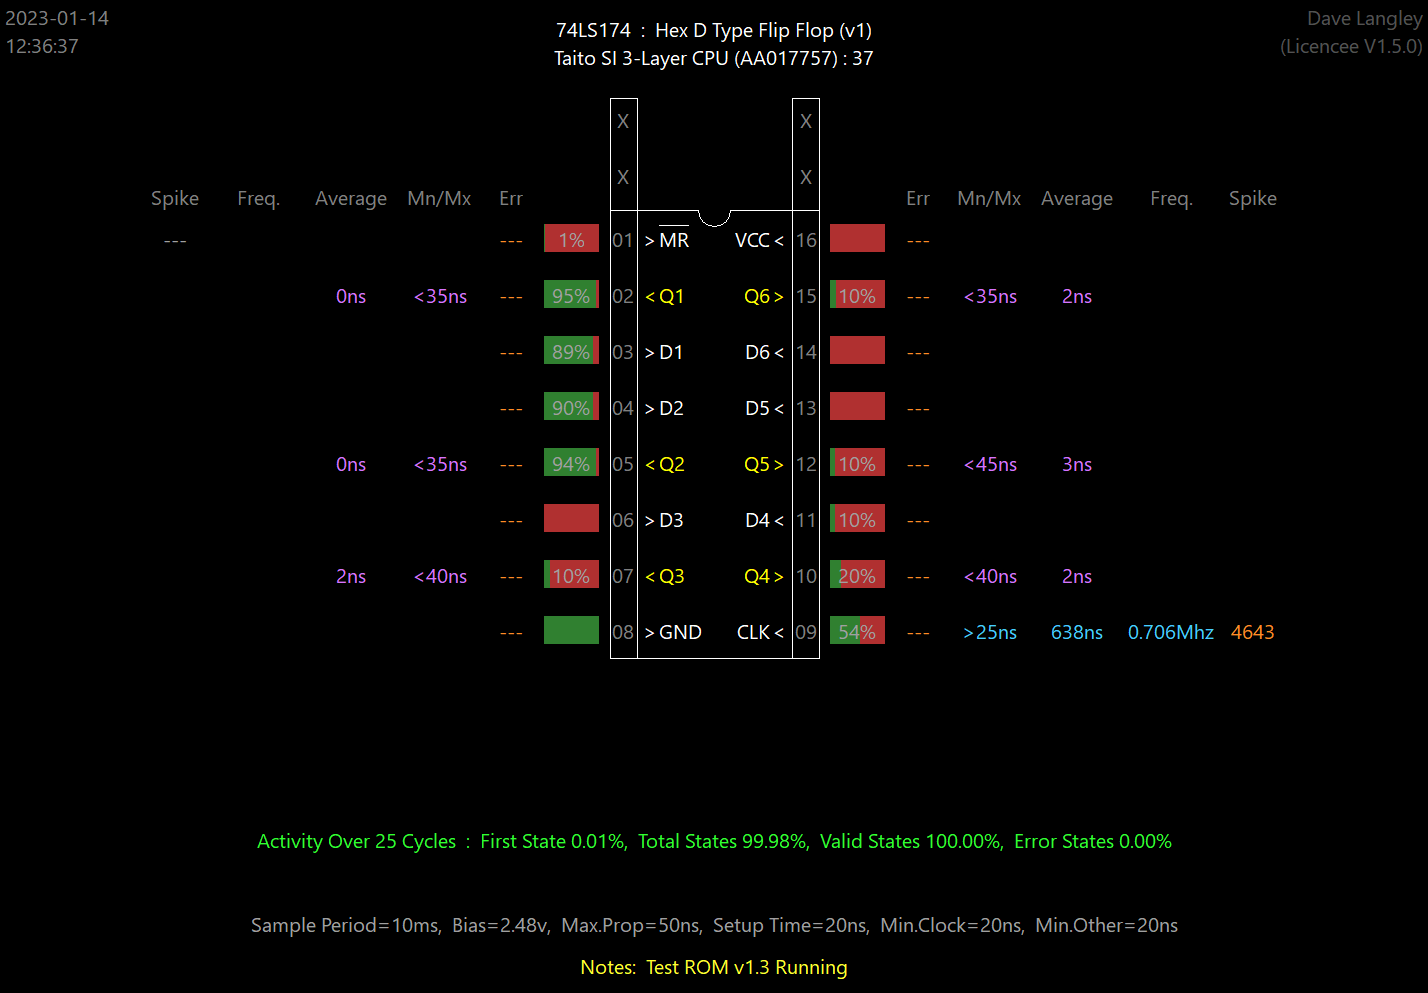 2023-01-14
12:36:37
74LS174 : Hex D Type Flip Flop (v1)
Taito SI 3-Layer CPU (AA017757) : 37
Dave Langley
(Licencee V1.5.0)
X X
X X
Spike Freq. Average Mn/Mx Err Err Mn/Mx Average Freq. Spike
--- --- 1% 01 > MR VCC < 16 ---
0ns <35ns --- 95% 02 < Q1 Q6 > 15 10% --- <35ns 2ns
--- 89% 03 > D1 D6 < 14 ---
--- 90% 04 > D2 D5 < 13 ---
0ns <35ns --- 94% 05 < Q2 Q5 > 12 10% --- <45ns 3ns
--- 06 > D3 D4 < 11 10% ---
2ns <40ns --- 10% 07 < Q3 Q4 > 10 20% --- <40ns 2ns
--- 08 > GND CLK < 09 54% --- >25ns 638ns 0.706Mhz 4643
Activity Over 25 Cycles : First State 0.01%, Total States 99.98%, Valid States 100.00%, Error States 0.00%
Sample Period=10ms, Bias=2.48v, Max.Prop=50ns, Setup Time=20ns, Min.Clock=20ns, Min.Other=20ns
Notes: Test ROM v1.3 Running